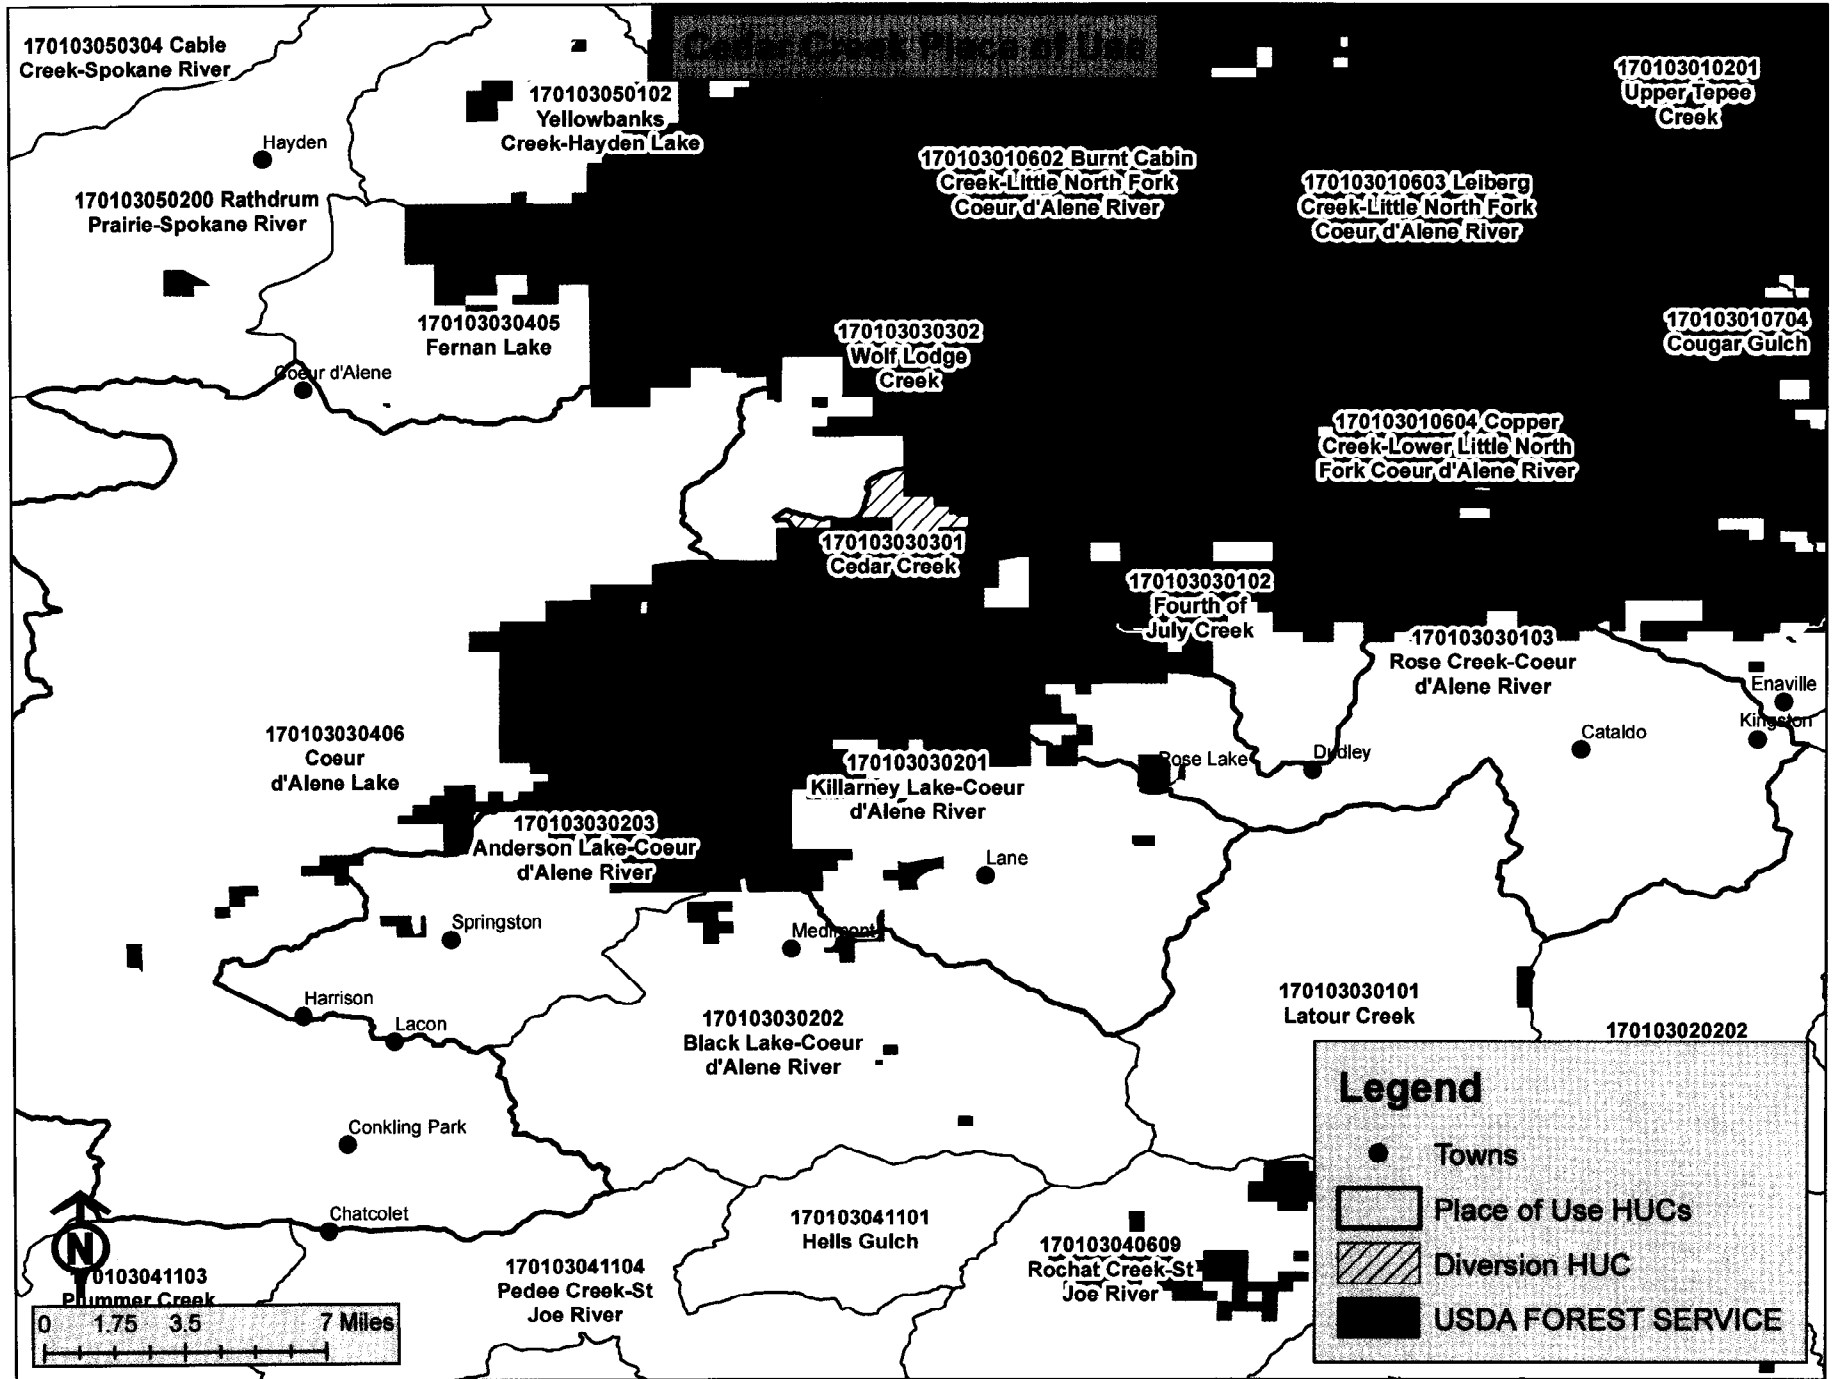 Cedar Creek Place of Use
170103050304 Cable
Creek-Spokane River
170103050102
Yellowbanks
Creek-Hayden Lake
170103010201
Upper Tepee
Creek
Hayden
170103050200 Rathdrum
Prairie-Spokane River
170103010602 Burnt Cabin
Creek-Little North Fork
Coeur d'Alene River
170103010603 Leiberg
Creek-Little North Fork
Coeur d'Alene River
170103030405
Fernan Lake
170103030302
Wolf Lodge
Creek
170103010704
Cougar Gulch
Coeur d'Alene
170103010604 Copper
Creek-Lower Little North
Fork Coeur d'Alene River
170103030301
Cedar Creek
170103030102
Fourth of
July Creek
170103030103
Rose Creek-Coeur
d'Alene River
Enaville
Kingston
Cataldo
Rose Lake
Dudley
170103030406
Coeur
d'Alene Lake
170103030201
Killarney Lake-Coeur
d'Alene River
170103030203
Anderson Lake-Coeur
d'Alene River
Lane
Springston
Medimont
Harrison
Lacon
170103030202
Black Lake-Coeur
d'Alene River
170103030101
Latour Creek
170103020202
Conkling Park
Chatcolet
170103041101
Hells Gulch
170103040609
Rochat Creek-St
Joe River
170103041104
Pedee Creek-St
Joe River
N
170103041103
Plummer Creek
0 1.75 3.5 7 Miles
Legend
Towns
Place of Use HUCs
Diversion HUC
USDA FOREST SERVICE